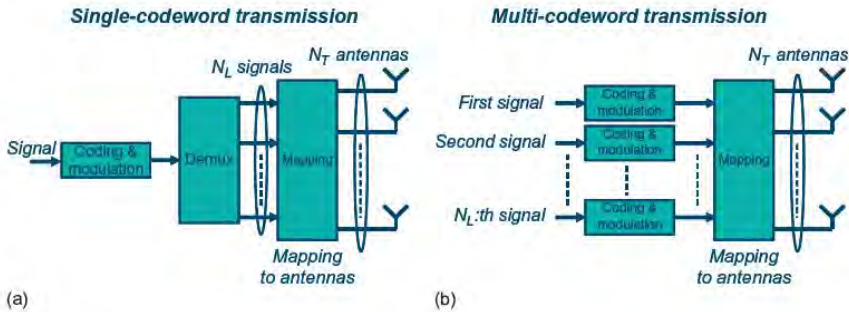 Single-codeword transmission
N_T antennas
N_L signals
Signal
Coding &
modulation
Demux
Mapping
Mapping
to antennas
(a)
Multi-codeword transmission
N_T antennas
First signal
Coding &
modulation
Second signal
Coding &
modulation
N_L:th signal
Coding &
modulation
Mapping
Mapping
to antennas
(b)